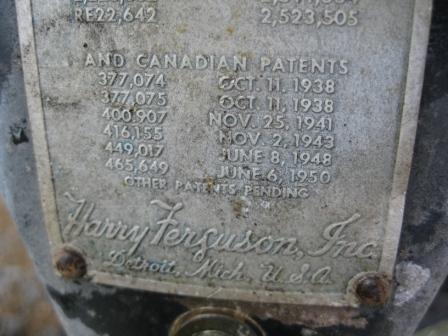 RE22,642 2,523,505
AND CANADIAN PATENTS
377,074 OCT. 11, 1938
377,075 OCT. 11, 1938
400,907 NOV. 25, 1941
416,155 NOV. 2, 1943
449,017 JUNE 8, 1948
465,649 JUNE 6, 1950
OTHER PATENTS PENDING
Harry Ferguson, Inc.
Detroit, Mich. U.S.A.